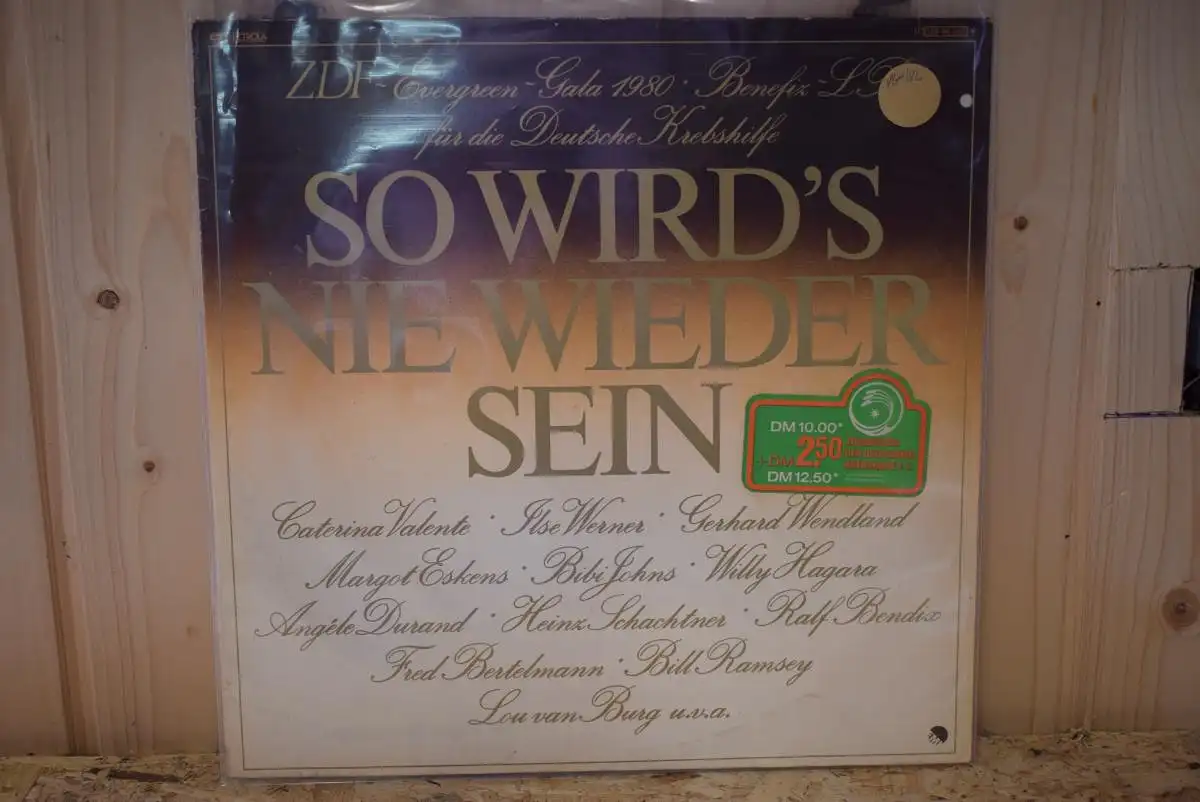 ZDF-Evergreen-Gala 1980 · Benefiz-LP
für die Deutsche Krebshilfe
SO WIRD'S
NIE WIEDER
SEIN
DM 10.00*
+DM 2.50
DM 12.50*
Caterina Valente · Ilse Werner · Gerhard Wendland
Margot Eskens · Bibi Johns · Willy Hagara
Angéle Durand · Heinz Schachtner · Ralf Bendix
Fred Bertelmann · Bill Ramsey
Lou van Burg u.v.a.